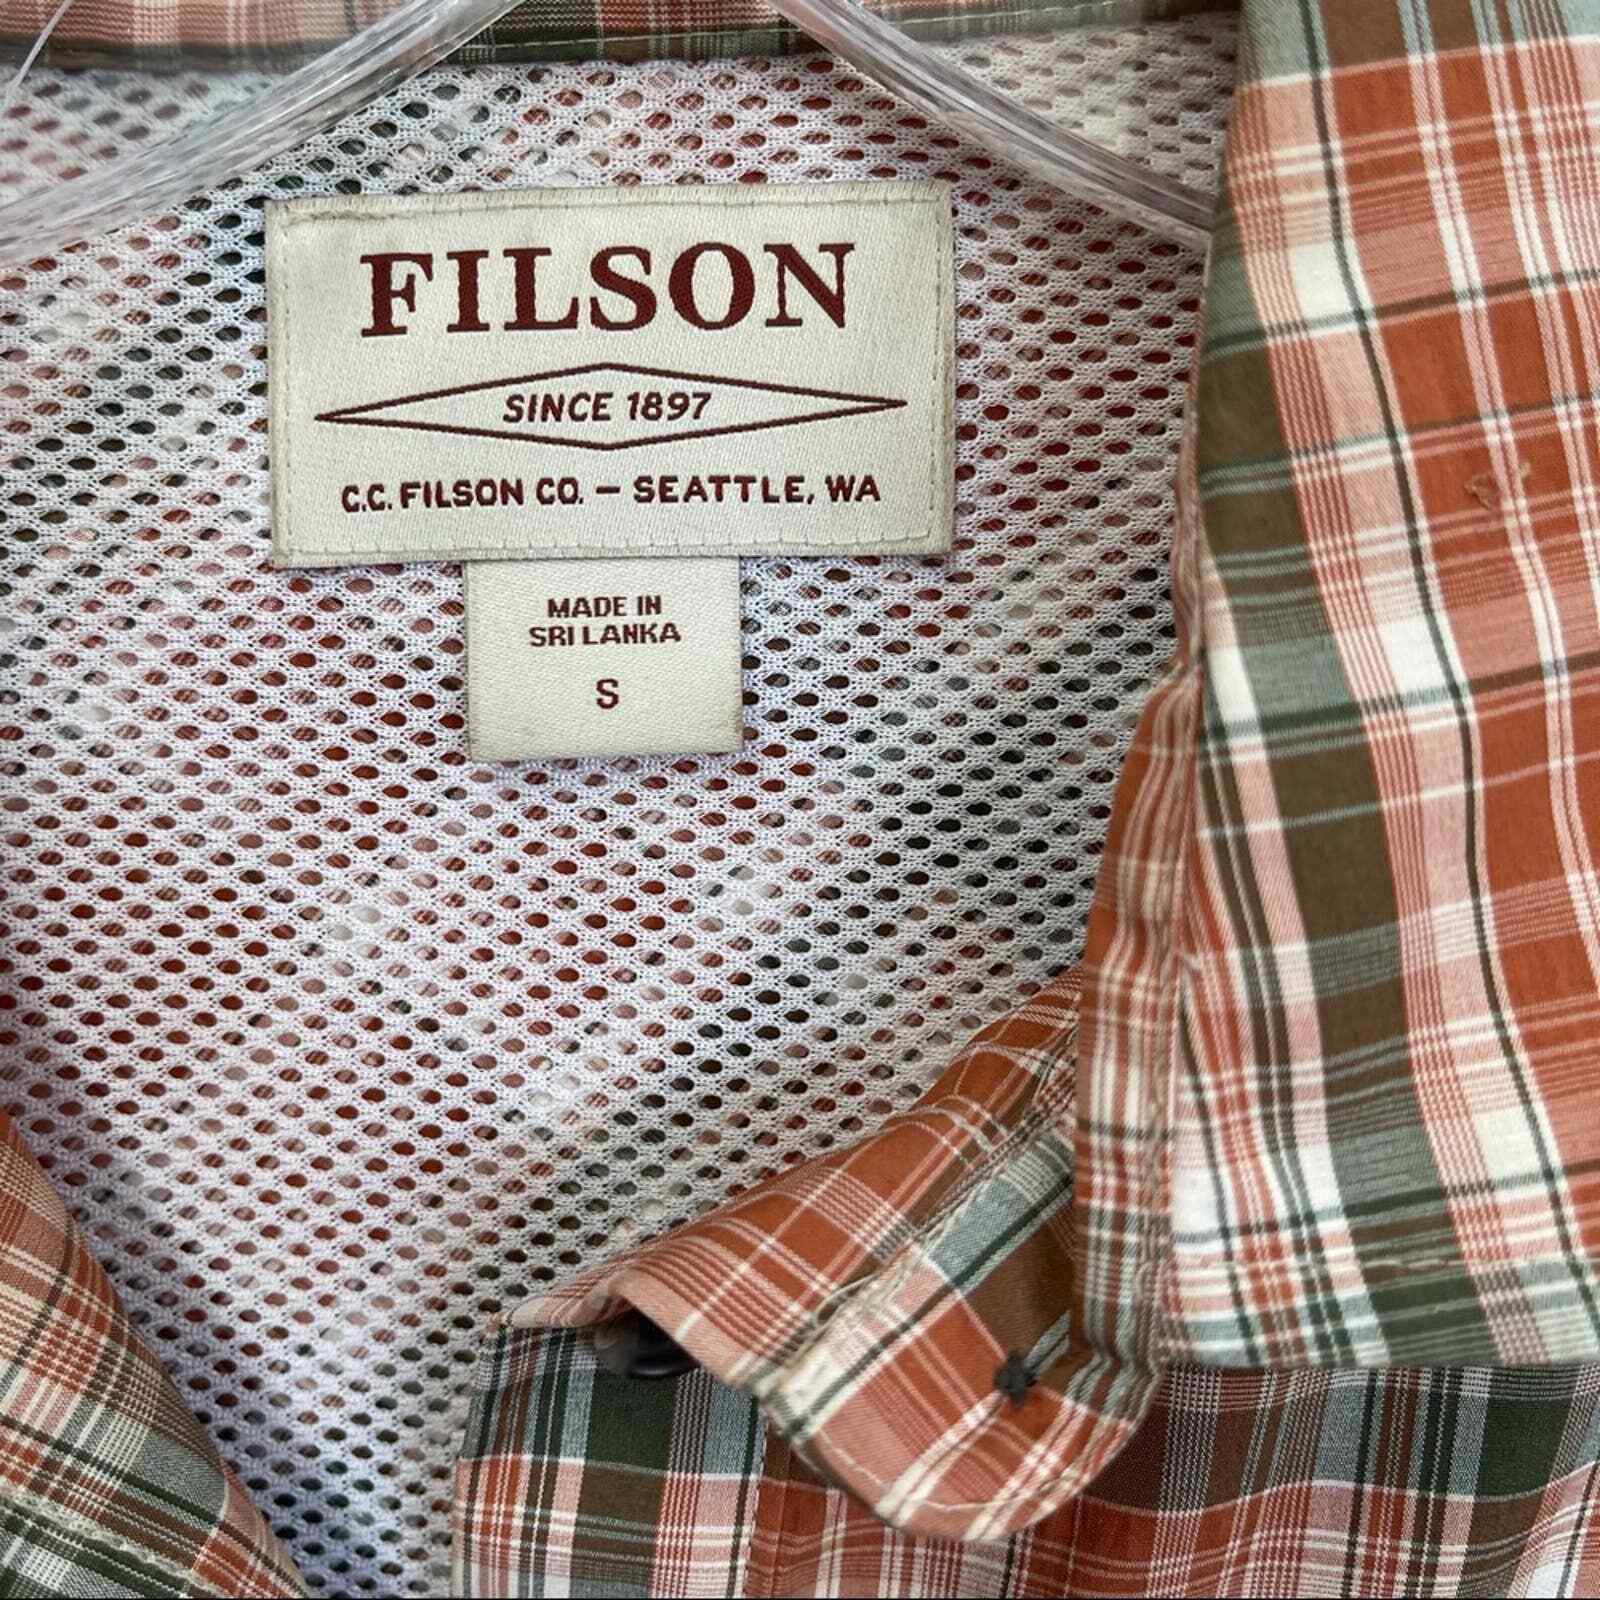 FILSON
SINCE 1897
C.C. FILSON CO. – SEATTLE, WA
MADE IN
SRI LANKA
S